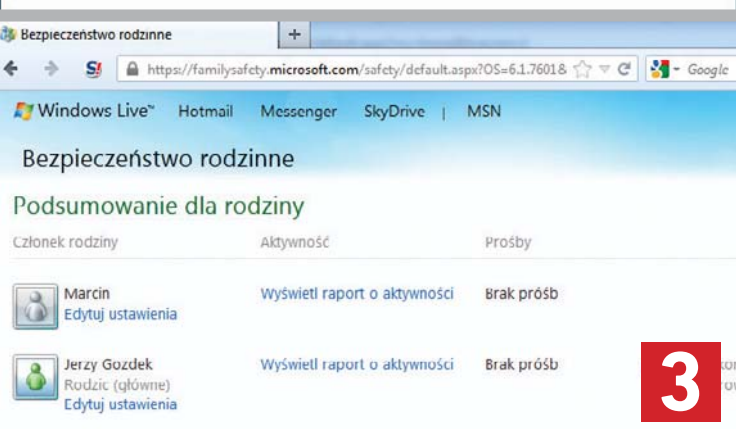 Bezpieczeństwo rodzinne +
S! https://familysafety.microsoft.com/safety/default.aspx?OS=6.1.7601& Google
Windows Live™ Hotmail Messenger SkyDrive | MSN
Bezpieczeństwo rodzinne
Podsumowanie dla rodziny
Członek rodziny Aktywność Prośby
Marcin Wyświetl raport o aktywności Brak próśb
Edytuj ustawienia
Jerzy Gozdek Wyświetl raport o aktywności Brak próśb
Rodzic (główne)
Edytuj ustawienia
3